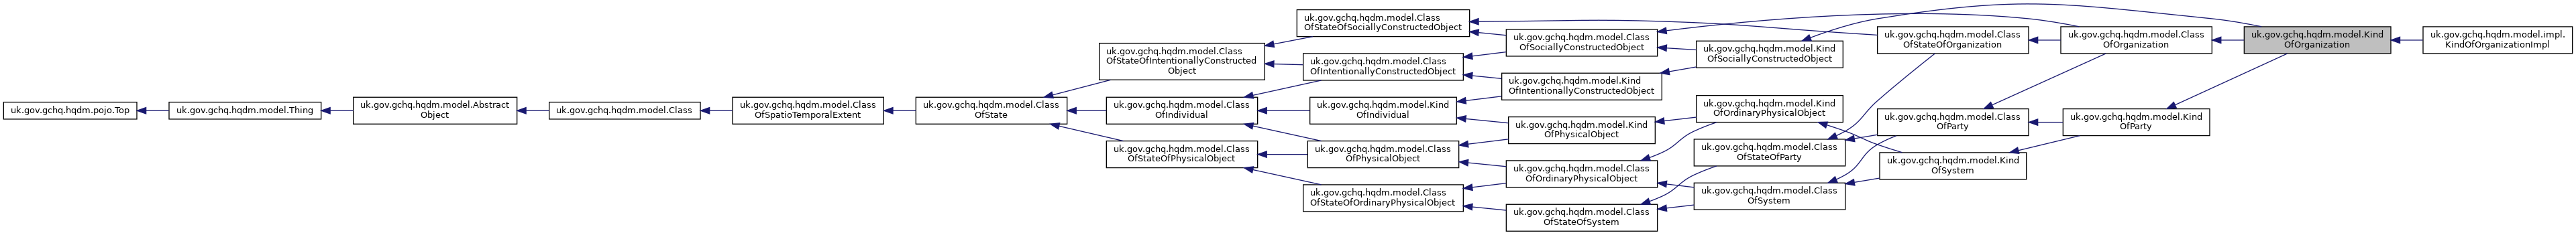 uk.gov.gchq.hqdm.pojo.Top
uk.gov.gchq.hqdm.model.Thing
uk.gov.gchq.hqdm.model.Abstract
Object
uk.gov.gchq.hqdm.model.Class
uk.gov.gchq.hqdm.model.Class
OfSpatioTemporalExtent
uk.gov.gchq.hqdm.model.Class
OfState
uk.gov.gchq.hqdm.model.Class
OfStateOfIntentionallyConstructed
Object
uk.gov.gchq.hqdm.model.Class
OfIndividual
uk.gov.gchq.hqdm.model.Class
OfStateOfPhysicalObject
uk.gov.gchq.hqdm.model.Class
OfStateOfSociallyConstructedObject
uk.gov.gchq.hqdm.model.Class
OfIntentionallyConstructedObject
uk.gov.gchq.hqdm.model.Kind
OfIndividual
uk.gov.gchq.hqdm.model.Class
OfPhysicalObject
uk.gov.gchq.hqdm.model.Class
OfStateOfOrdinaryPhysicalObject
uk.gov.gchq.hqdm.model.Class
OfSociallyConstructedObject
uk.gov.gchq.hqdm.model.Kind
OfIntentionallyConstructedObject
uk.gov.gchq.hqdm.model.Kind
OfPhysicalObject
uk.gov.gchq.hqdm.model.Class
OfOrdinaryPhysicalObject
uk.gov.gchq.hqdm.model.Class
OfStateOfSystem
uk.gov.gchq.hqdm.model.Kind
OfSociallyConstructedObject
uk.gov.gchq.hqdm.model.Kind
OfOrdinaryPhysicalObject
uk.gov.gchq.hqdm.model.Class
OfStateOfParty
uk.gov.gchq.hqdm.model.Class
OfSystem
uk.gov.gchq.hqdm.model.Class
OfStateOfOrganization
uk.gov.gchq.hqdm.model.Class
OfParty
uk.gov.gchq.hqdm.model.Kind
OfSystem
uk.gov.gchq.hqdm.model.Class
OfOrganization
uk.gov.gchq.hqdm.model.Kind
OfParty
uk.gov.gchq.hqdm.model.Kind
OfOrganization
uk.gov.gchq.hqdm.model.impl.
KindOfOrganizationImpl